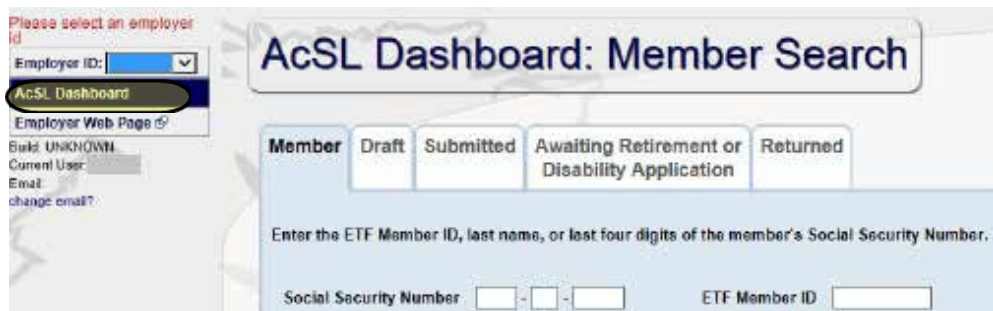 Please select an employer
id
Employer ID:
AcSL Dashboard
Employer Web Page
Build: UNKNOWN
Current User:
Email:
change email?
AcSL Dashboard: Member Search
Member Draft Submitted Awaiting Retirement or Disability Application Returned
Enter the ETF Member ID, last name, or last four digits of the member's Social Security Number.
Social Security Number - - ETF Member ID